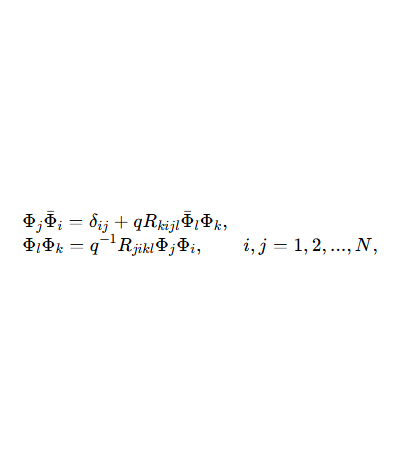 Φ_j Φ̄_i = δ_{ij} + qR_{kijl} Φ̄_l Φ_k,
Φ_l Φ_k = q^{-1} R_{jikl} Φ_j Φ_i, i, j = 1, 2, ..., N,